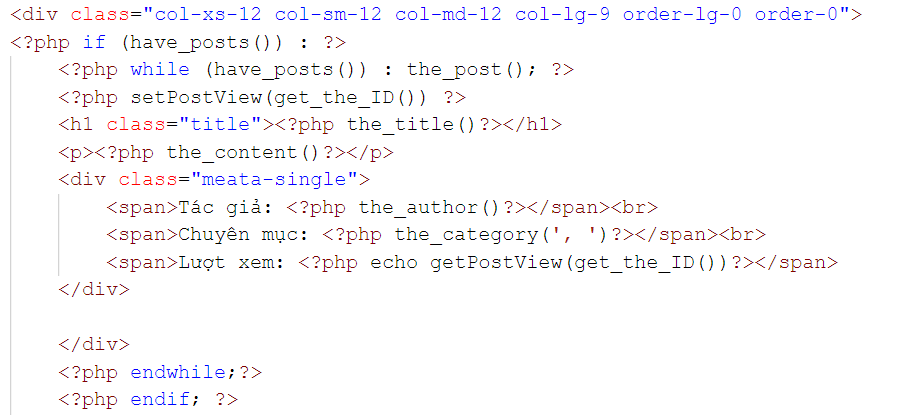 <div class="col-xs-12 col-sm-12 col-md-12 col-lg-9 order-lg-0 order-0">
<?php if (have_posts()) : ?>
<?php while (have_posts()) : the_post(); ?>
<?php setPostView(get_the_ID()) ?>
<h1 class="title"><?php the_title()?></h1>
<p><?php the_content()?></p>
<div class="meata-single">
<span>Tác giả: <?php the_author()?></span><br>
<span>Chuyên mục: <?php the_category(', ')?></span><br>
<span>Lượt xem: <?php echo getPostView(get_the_ID())?></span>
</div>
</div>
<?php endwhile;?>
<?php endif; ?>